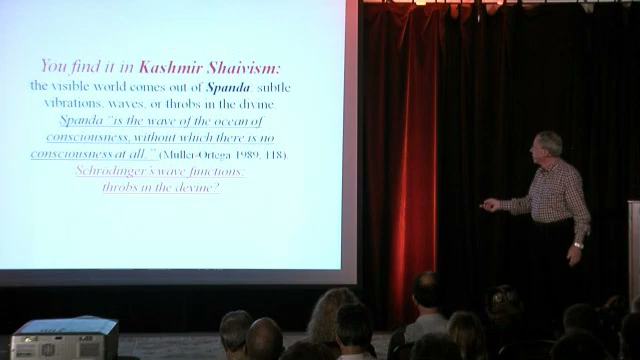 You find it in Kashmir Shaivism:
the visible world comes out of Spanda: subtle
vibrations, waves, or throbs in the divine.
Spanda "is the wave of the ocean of
consciousness, without which there is no
consciousness at all." (Muller-Ortega 1989, 118).
Schrödinger's wave functions:
throbs in the devine?